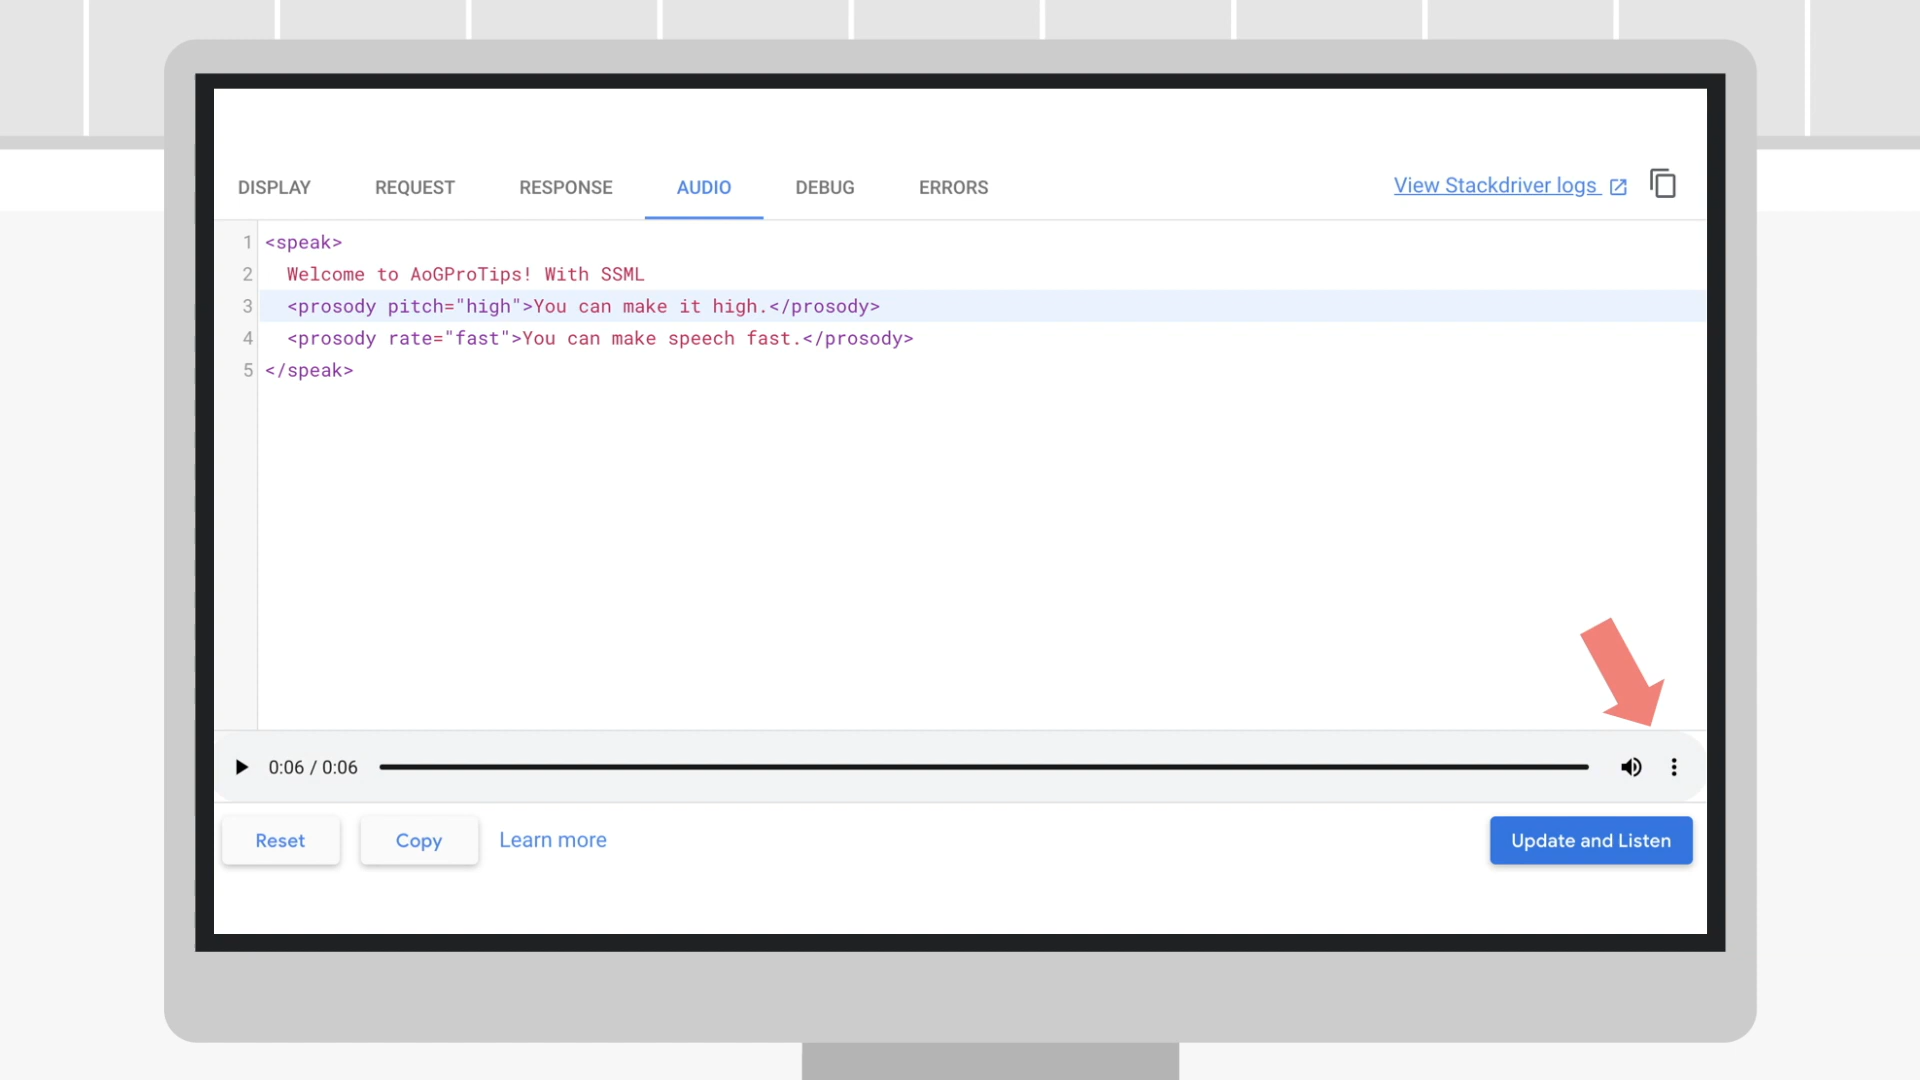 DISPLAY REQUEST RESPONSE AUDIO DEBUG ERRORS View Stackdriver logs
1 <speak>
2 Welcome to AoGProTips! With SSML
3 <prosody pitch="high">You can make it high.</prosody>
4 <prosody rate="fast">You can make speech fast.</prosody>
5 </speak>
0:06 / 0:06
Reset Copy Learn more Update and Listen